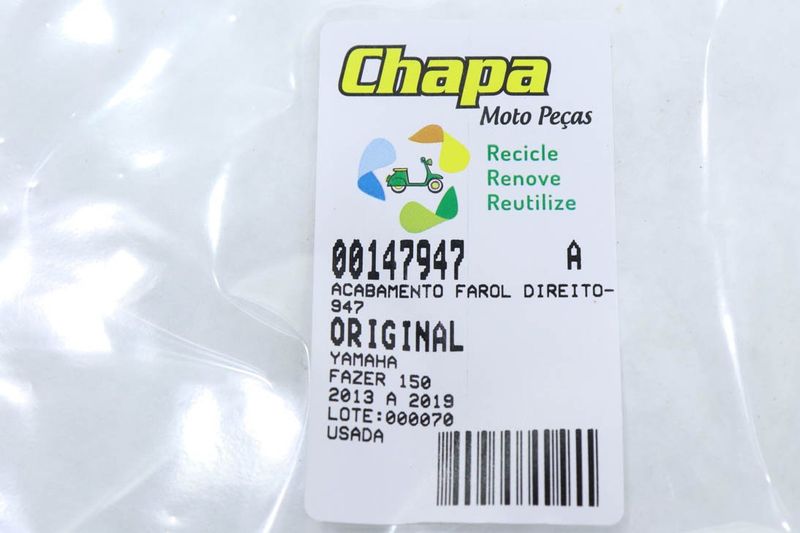 Chapa
Moto Peças
Recicle
Renove
Reutilize
00147947 A
ACABAMENTO FAROL DIREITO-
947
ORIGINAL
YAMAHA
FAZER 150
2013 A 2019
LOTE:000070
USADA